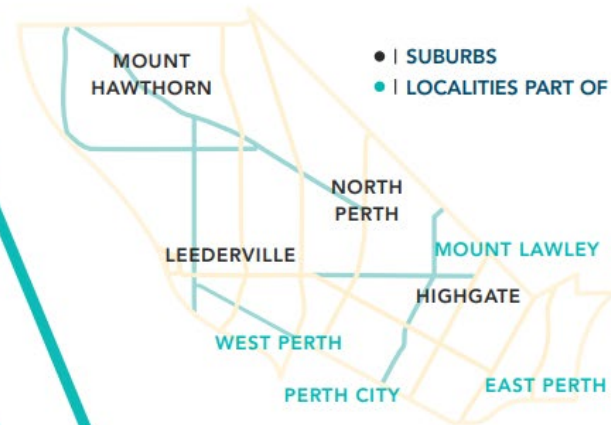 ● | SUBURBS
● | LOCALITIES PART OF
MOUNT
HAWTHORN
NORTH
PERTH
LEEDERVILLE
MOUNT LAWLEY
HIGHGATE
WEST PERTH
PERTH CITY
EAST PERTH